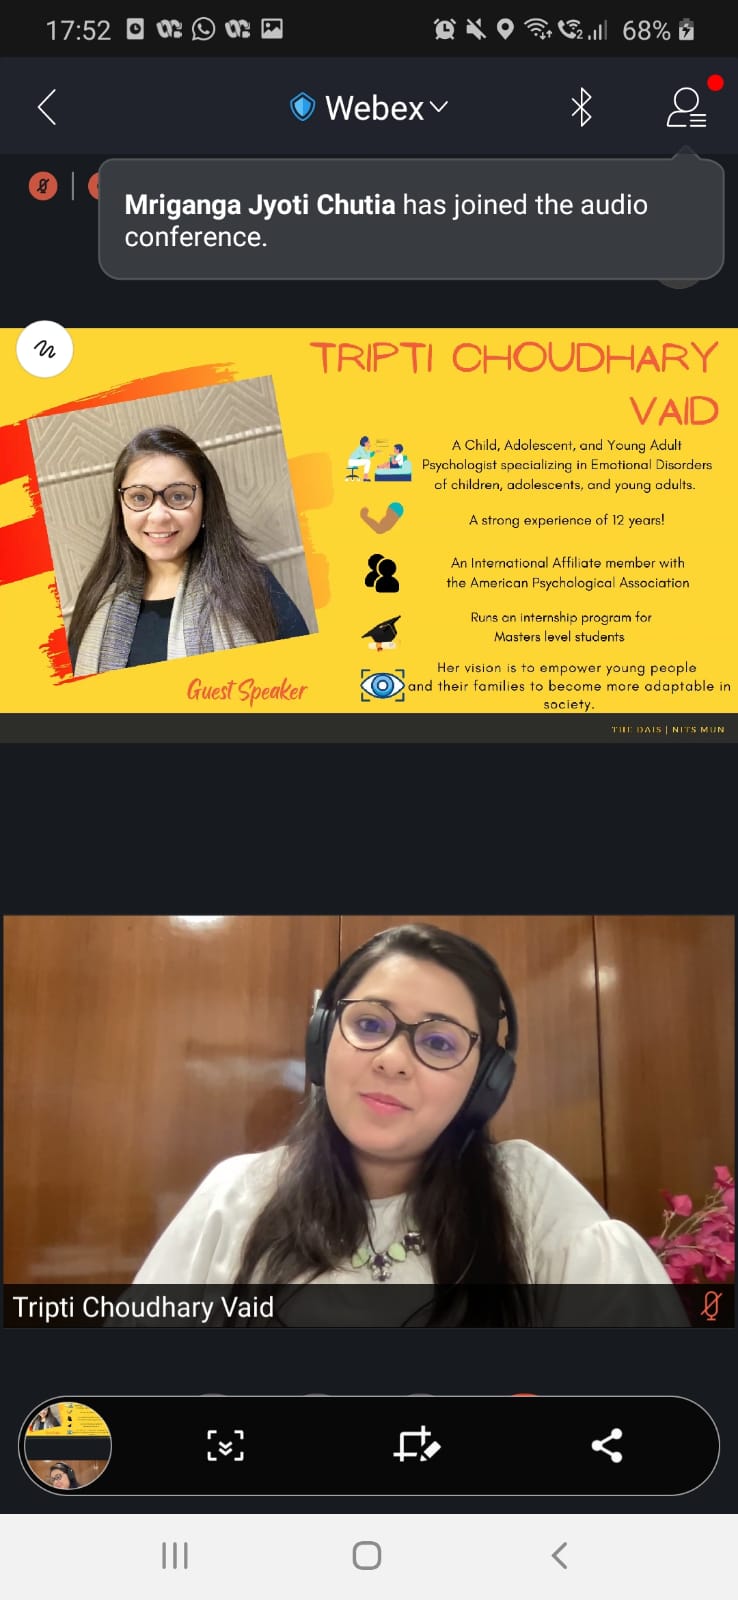 17:52
68%
Webex
Mriganga Jyoti Chutia has joined the audio
conference.
TRIPTI CHOUDHARY
VAID
A Child, Adolescent, and Young Adult
Psychologist specializing in Emotional Disorders
of children, adolescents, and young adults.
A strong experience of 12 years!
An International Affiliate member with
the American Psychological Association
Runs an internship program for
Masters level students
Her vision is to empower young people
and their families to become more adaptable in
society.
Guest Speaker
THE DAIS | NITS MUN
Tripti Choudhary Vaid